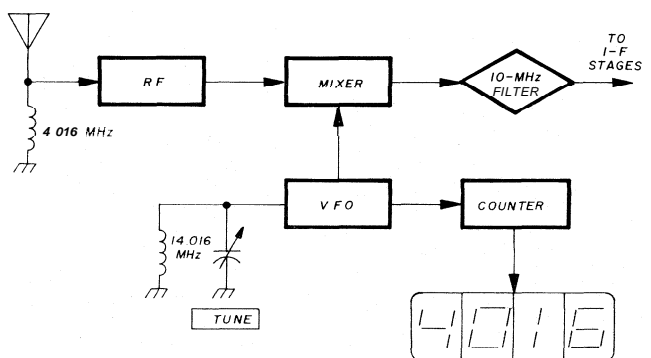 TO
I-F
STAGES
RF
MIXER
10-MHz
FILTER
4 016 MHz
VFO
COUNTER
14.016
MHz
TUNE
4016